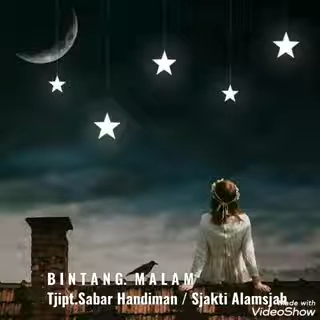 BINTANG. MALAM
Tjipt.Sabar Handiman / Sjakti Alamsjah
Made with
VideoShow